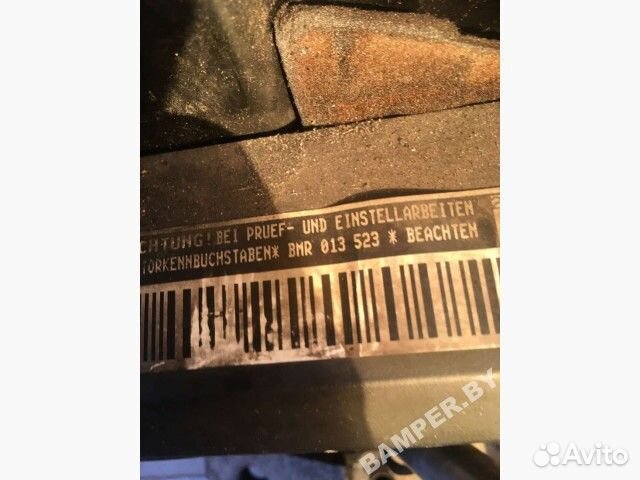 CHTUNG! BEI PRUEF- UND EINSTELLARBEITEN
TORKENNBUCHSTABEN* BMR 013 523 * BEACHTEN
BAMPER.BY
Avito